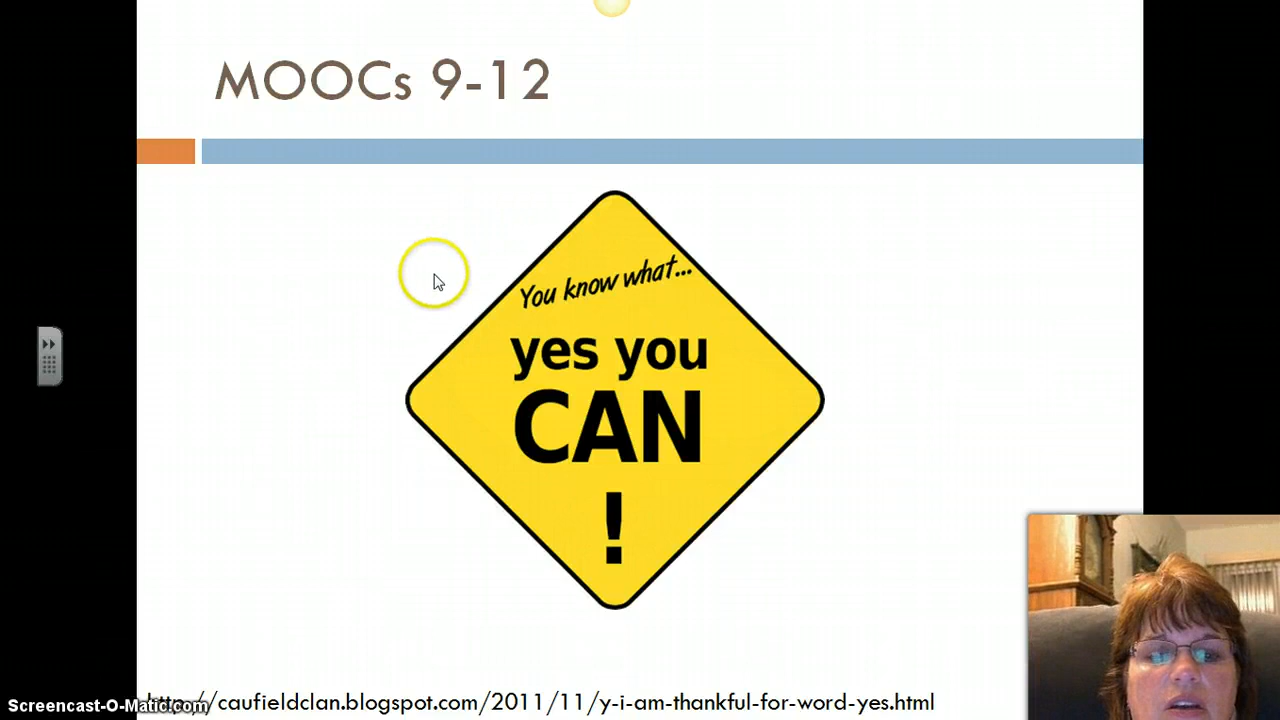 MOOCs 9-12
You know what...
yes you
CAN
!
http://caufieldclan.blogspot.com/2011/11/y-i-am-thankful-for-word-yes.html
Screencast-O-Matic.com